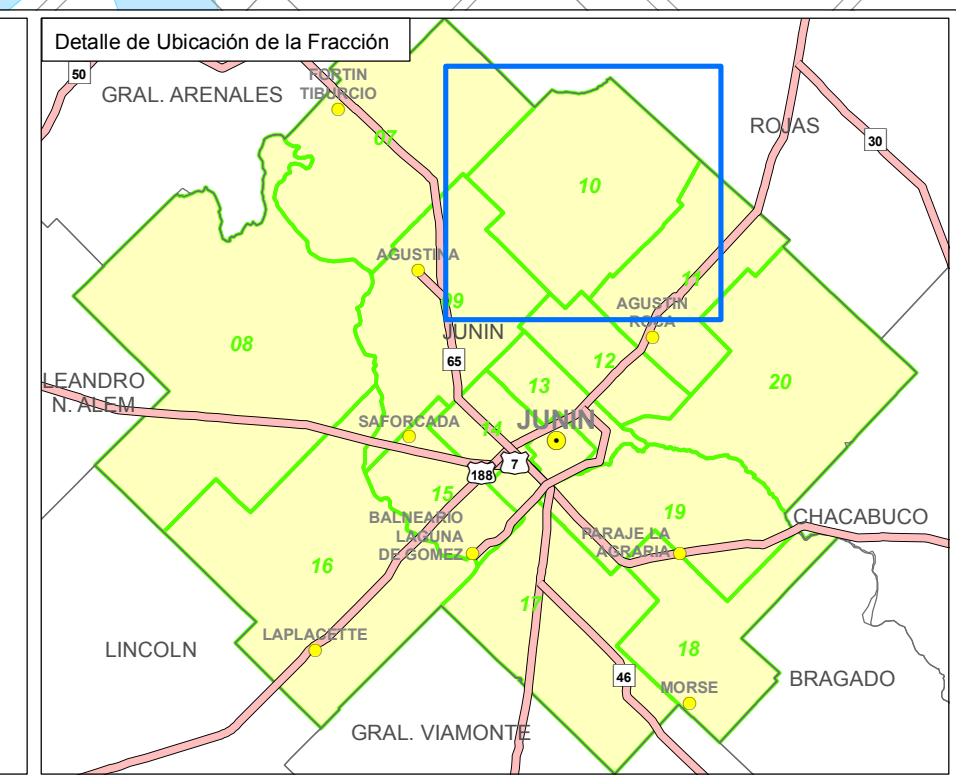 Detalle de Ubicación de la Fracción
50
FORTIN
TIBURCIO
GRAL. ARENALES
ROJAS
07
30
10
AGUSTINA
09
11
AGUSTIN
ROCA
JUNIN
08
65
12
13
20
LEANDRO
N. ALEM
SAFORCADA
14
JUNIN
7
188
15
19
BALNEARIO
LAGUNA
DE GOMEZ
PARAJE LA
AGRARIA
CHACABUCO
16
17
LAPLACETTE
LINCOLN
18
46
MORSE
BRAGADO
GRAL. VIAMONTE